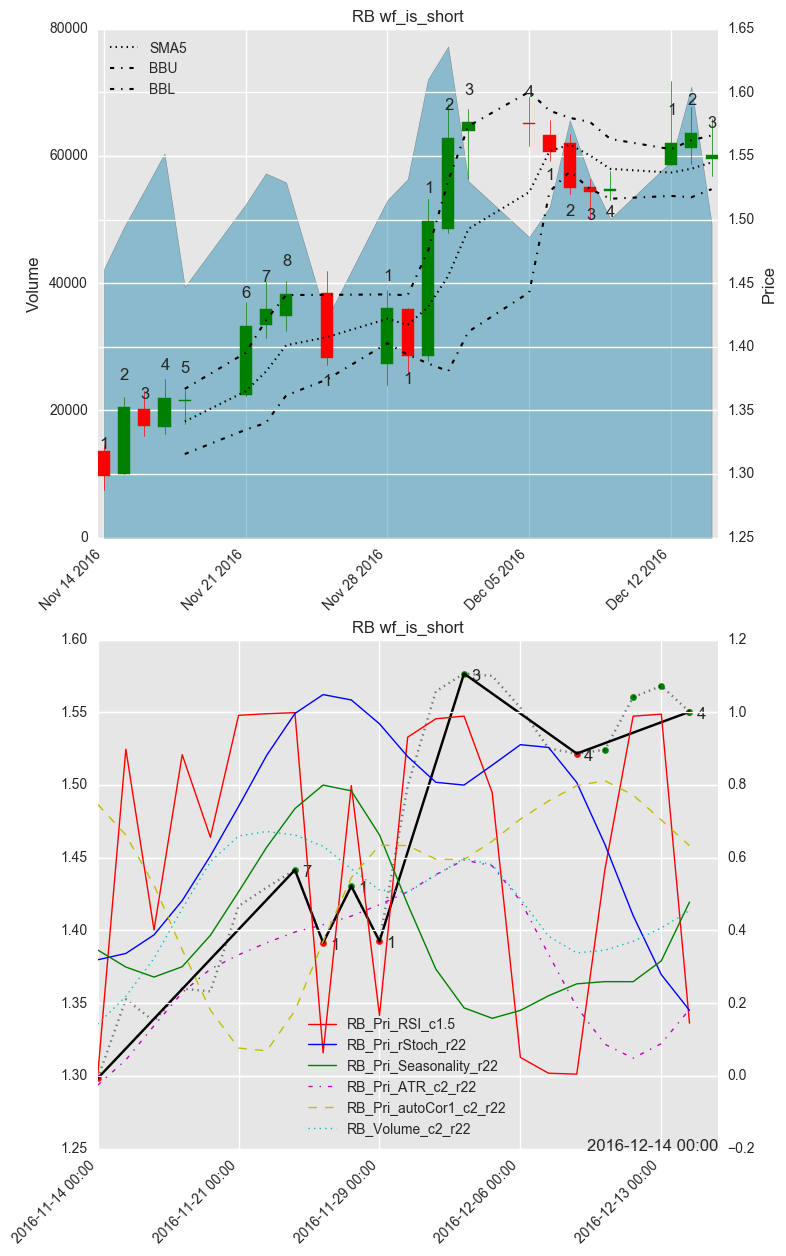 RB wf_is_short
80000
60000
40000
20000
0
Volume
SMA5
BBU
BBL
1 2 3 4 5 6 7 8 1 1 1 1 2 3 4 1 2 3 4 1 2 3
1.65
1.60
1.55
1.50
1.45
1.40
1.35
1.30
1.25
Price
Nov 14 2016
Nov 21 2016
Nov 28 2016
Dec 05 2016
Dec 12 2016
RB wf_is_short
1.60
1.55
1.50
1.45
1.40
1.35
1.30
1.25
7 1 1 1 3 4 4
RB_Pri_RSI_c1.5
RB_Pri_rStoch_r22
RB_Pri_Seasonality_r22
RB_Pri_ATR_c2_r22
RB_Pri_autoCor1_c2_r22
RB_Volume_c2_r22
2016-12-14 00:00
1.2
1.0
0.8
0.6
0.4
0.2
0.0
−0.2
2016-11-14 00:00
2016-11-21 00:00
2016-11-29 00:00
2016-12-06 00:00
2016-12-13 00:00